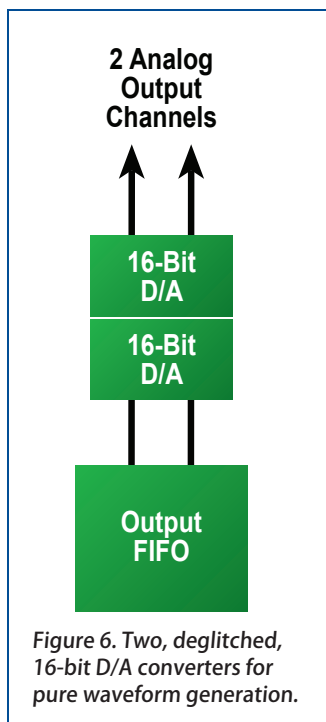 2 Analog
Output
Channels
16-Bit
D/A
16-Bit
D/A
Output
FIFO
Figure 6. Two, deglitched,
16-bit D/A converters for
pure waveform generation.